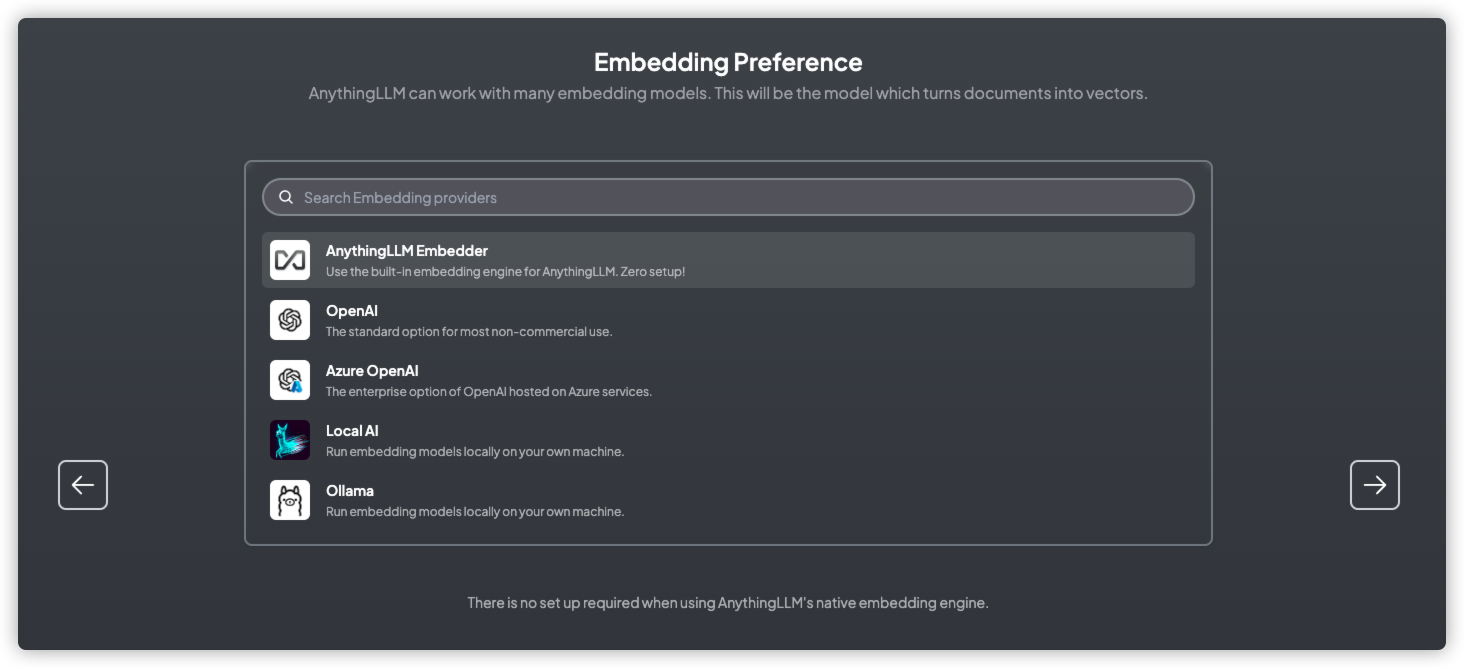 Embedding Preference
AnythingLLM can work with many embedding models. This will be the model which turns documents into vectors.
Search Embedding providers
AnythingLLM Embedder
Use the built-in embedding engine for AnythingLLM. Zero setup!
OpenAI
The standard option for most non-commercial use.
Azure OpenAI
The enterprise option of OpenAI hosted on Azure services.
Local AI
Run embedding models locally on your own machine.
Ollama
Run embedding models locally on your own machine.
There is no set up required when using AnythingLLM's native embedding engine.